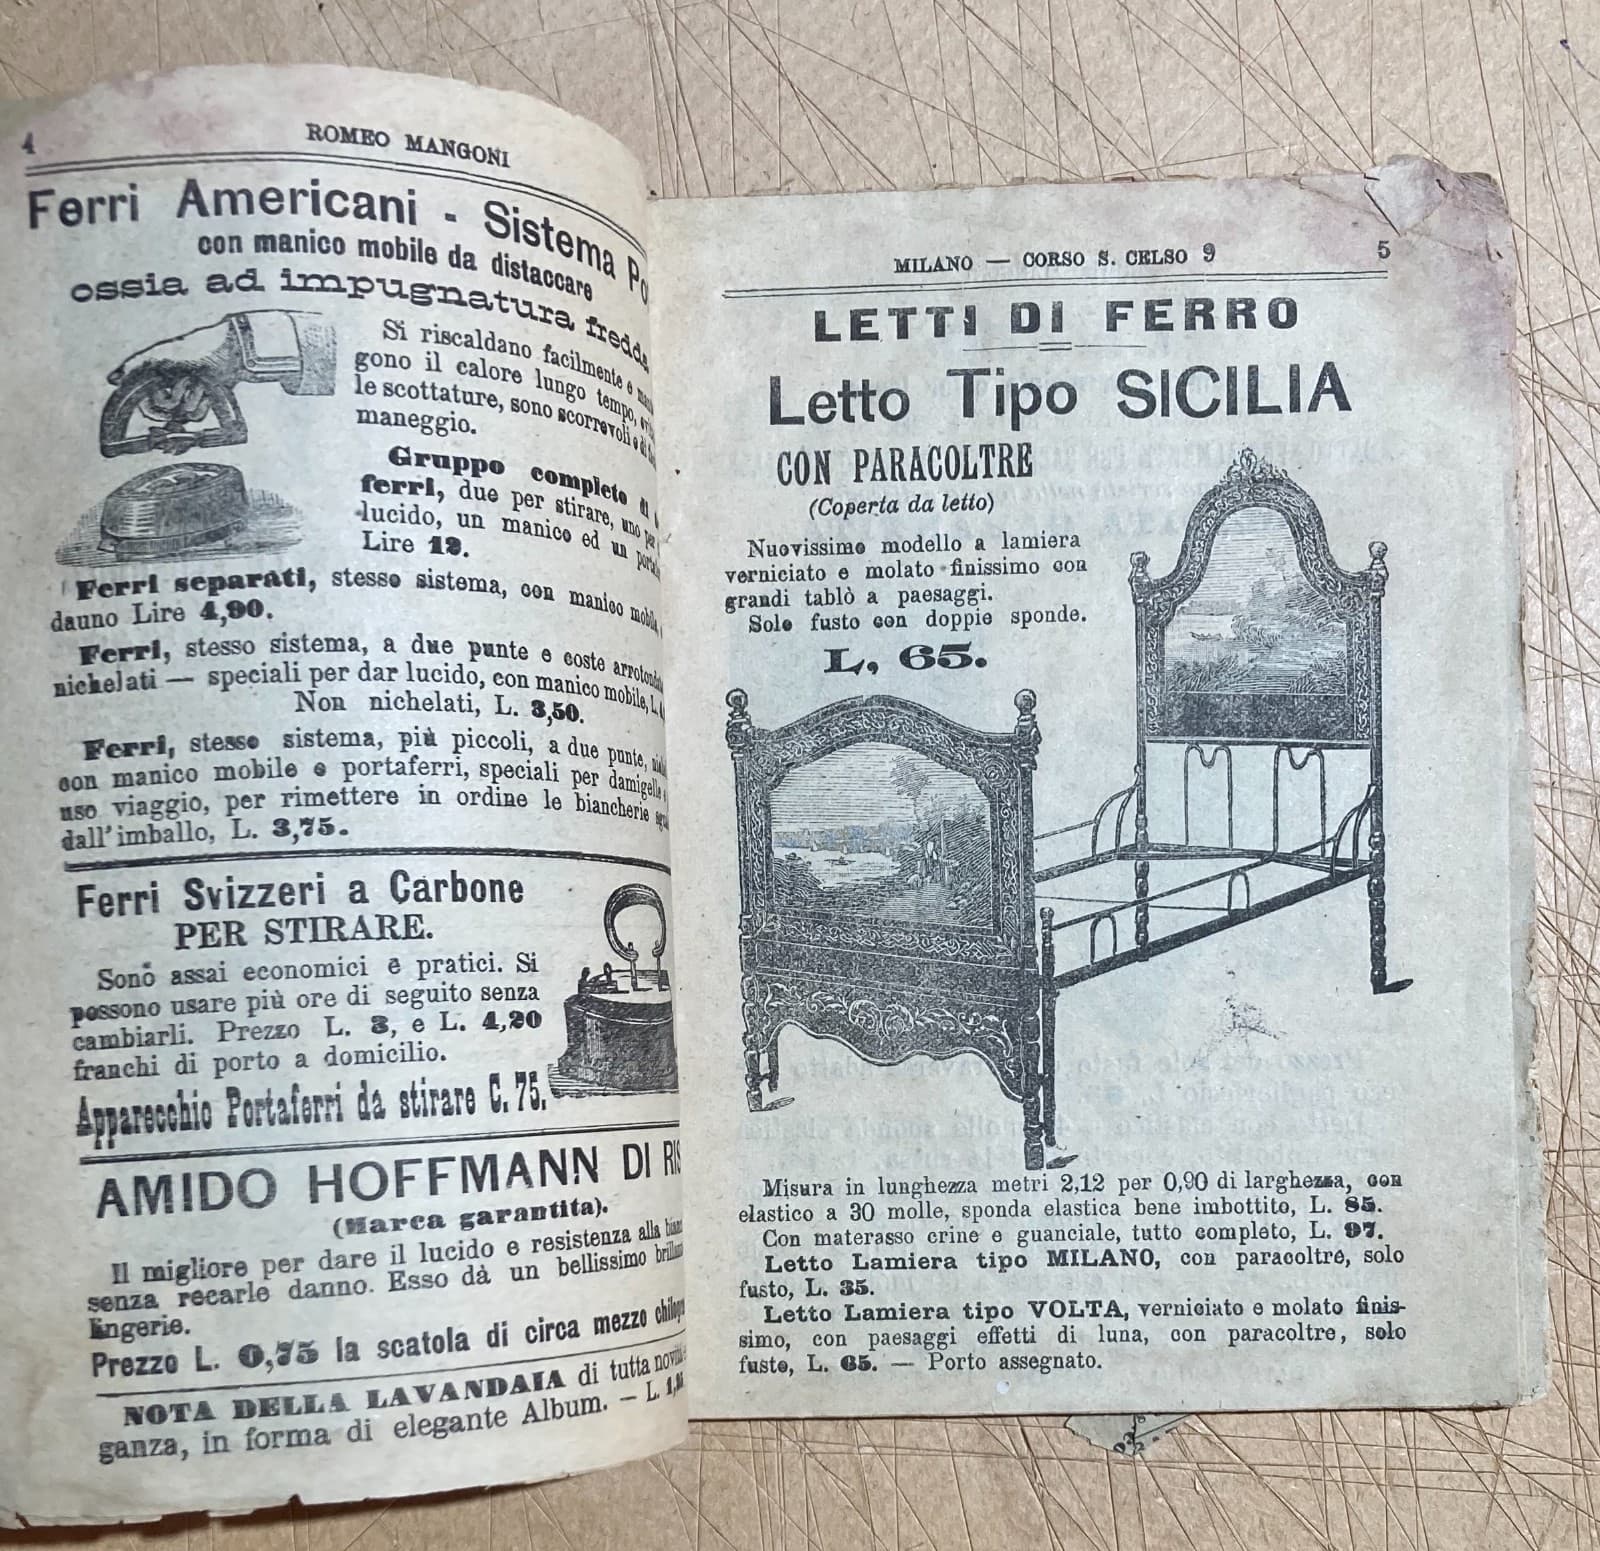 4
ROMEO MANGONI
Ferri Americani - Sistema Po
con manico mobile da distaccare
ossia ad impugnatura fredda
Si riscaldano facilmente e
gono il calore lungo tempo,
le scottature, sono scorrevoli e di
maneggio.
Gruppo completo di
ferri, due per stirare, uno per
lucido, un manico ed un
Lire 12.
Ferri separati, stesso sistema, con manico mobile,
dauno Lire 4,90.
Ferri, stesso sistema, a due punte e coste
nichelati — speciali per dar lucido, con manico mobile, L.
Non nichelati, L. 3,50.
Ferri, stesso sistema, più piccoli, a due punte,
con manico mobile e portaferri, speciali per damigelle
uso viaggio, per rimettere in ordine le biancherie
dall'imballo, L. 3,75.
Ferri Svizzeri a Carbone
PER STIRARE.
Sono assai economici e pratici. Si
possono usare più ore di seguito senza
cambiarli. Prezzo L. 3, e L. 4,20
franchi di porto a domicilio.
Apparecchio Portaferri da stirare C. 75.
AMIDO HOFFMANN DI RIS
(Marca garantita).
Il migliore per dare il lucido e resistenza alla
senza recarle danno. Esso dà un bellissimo
lingerie.
Prezzo L. 0,75 la scatola di circa mezzo
NOTA DELLA LAVANDAIA di tutta
ganza, in forma di elegante Album. — L.
MILANO — CORSO S. CELSO 9
5
LETTI DI FERRO
Letto Tipo SICILIA
CON PARACOLTRE
(Coperta da letto)
Nuovissimo modello a lamiera
verniciato e molato finissimo con
grandi tablò a paesaggi.
Solo fusto con doppie sponde.
L, 65.
Misura in lunghezza metri 2,12 per 0,90 di larghezza, con
elastico a 30 molle, sponda elastica bene imbottito, L. 85.
Con materasso crine e guanciale, tutto completo, L. 97.
Letto Lamiera tipo MILANO, con paracoltre, solo
fusto, L. 35.
Letto Lamiera tipo VOLTA, verniciato e molato finis-
simo, con paesaggi effetti di luna, con paracoltre, solo
fusto, L. 65. — Porto assegnato.